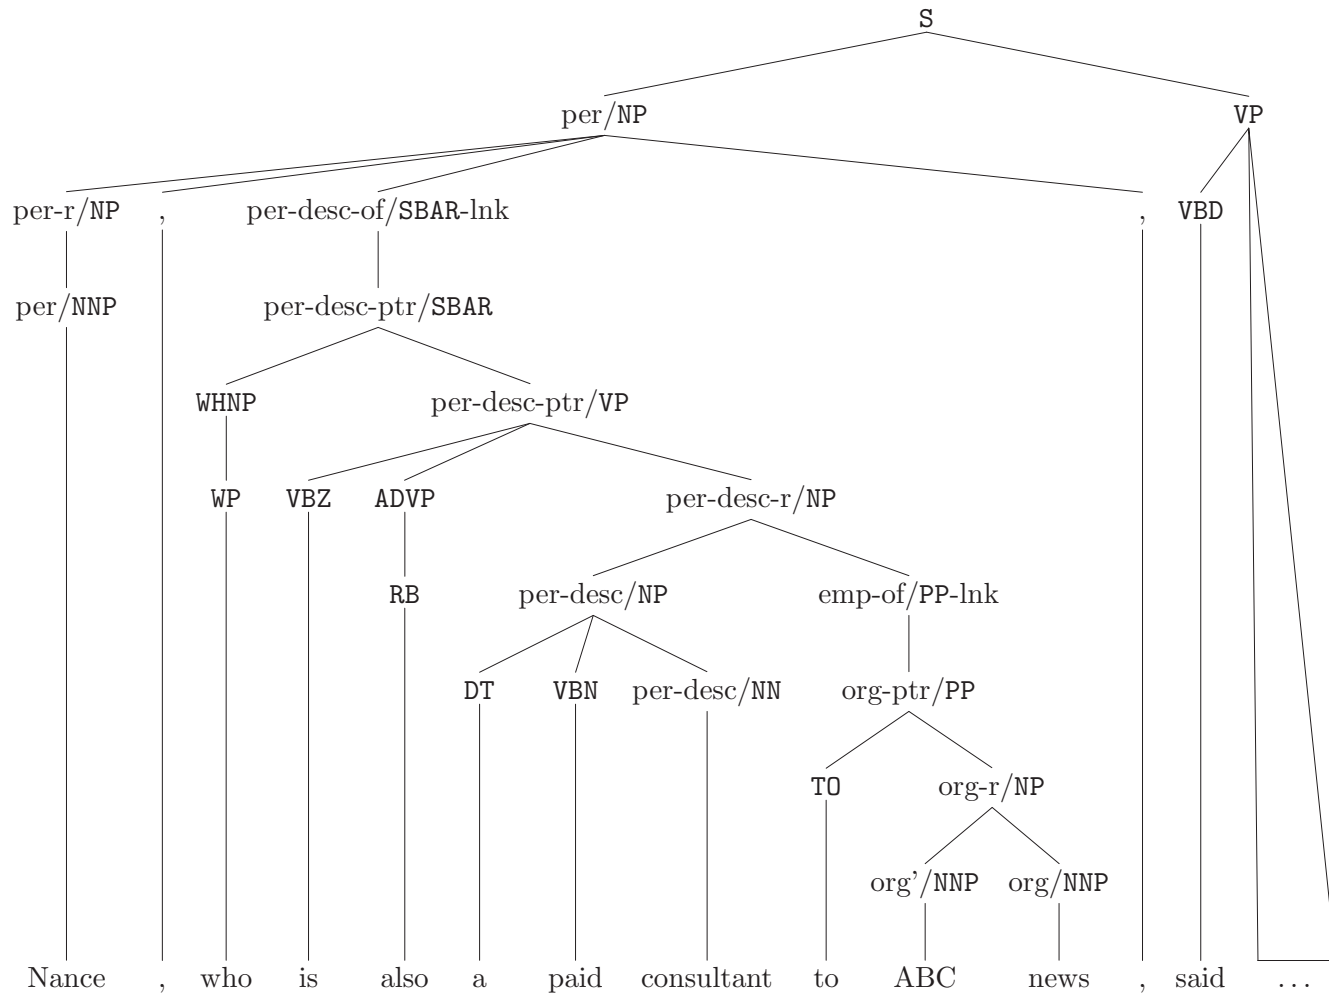 S
per/NP VP
per-r/NP , per-desc-of/SBAR-lnk , VBD
per/NNP per-desc-ptr/SBAR
WHNP per-desc-ptr/VP
WP VBZ ADVP per-desc-r/NP
RB per-desc/NP emp-of/PP-lnk
DT VBN per-desc/NN org-ptr/PP
TO org-r/NP
org'/NNP org/NNP
Nance , who is also a paid consultant to ABC news , said ...